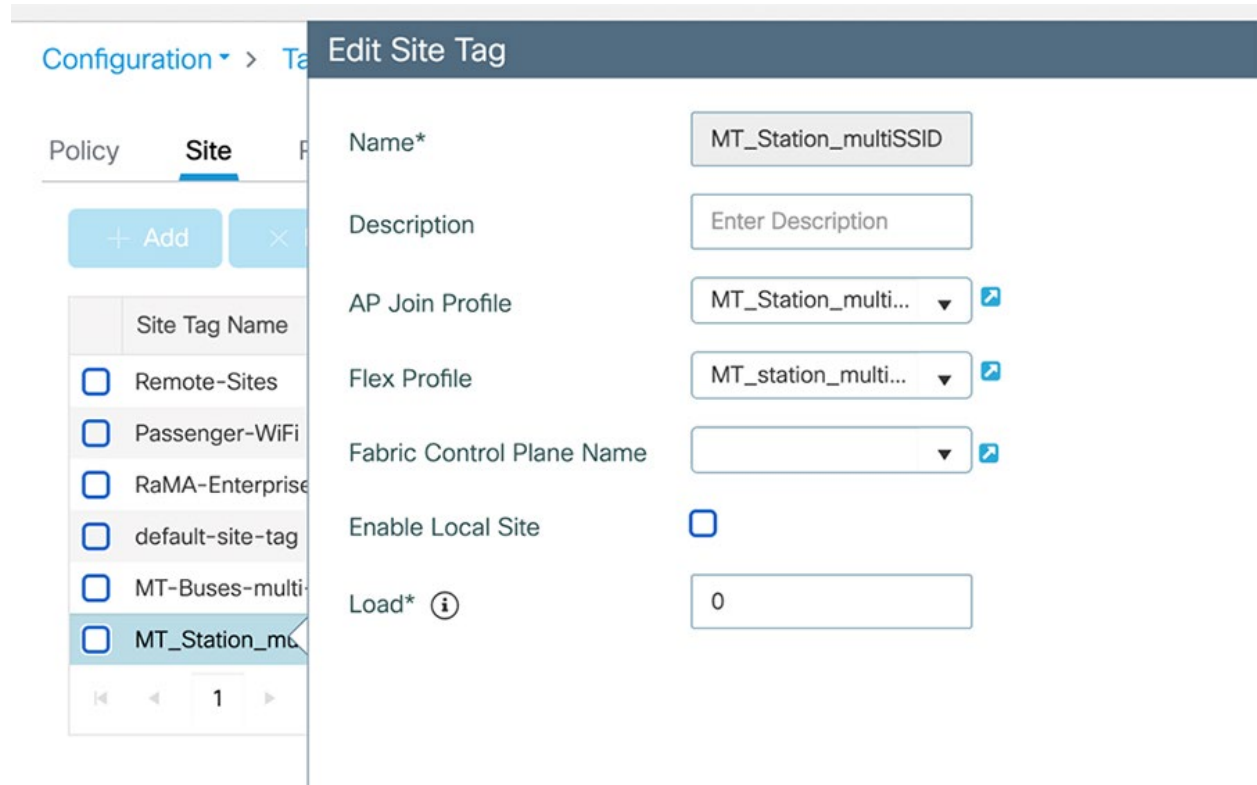 Configuration > Ta
Edit Site Tag
Policy Site
+ Add
Site Tag Name
Remote-Sites
Passenger-WiFi
RaMA-Enterprise
default-site-tag
MT-Buses-multi-
MT_Station_mu
1
Name* MT_Station_multiSSID
Description Enter Description
AP Join Profile MT_Station_multi...
Flex Profile MT_station_multi...
Fabric Control Plane Name
Enable Local Site
Load* i 0